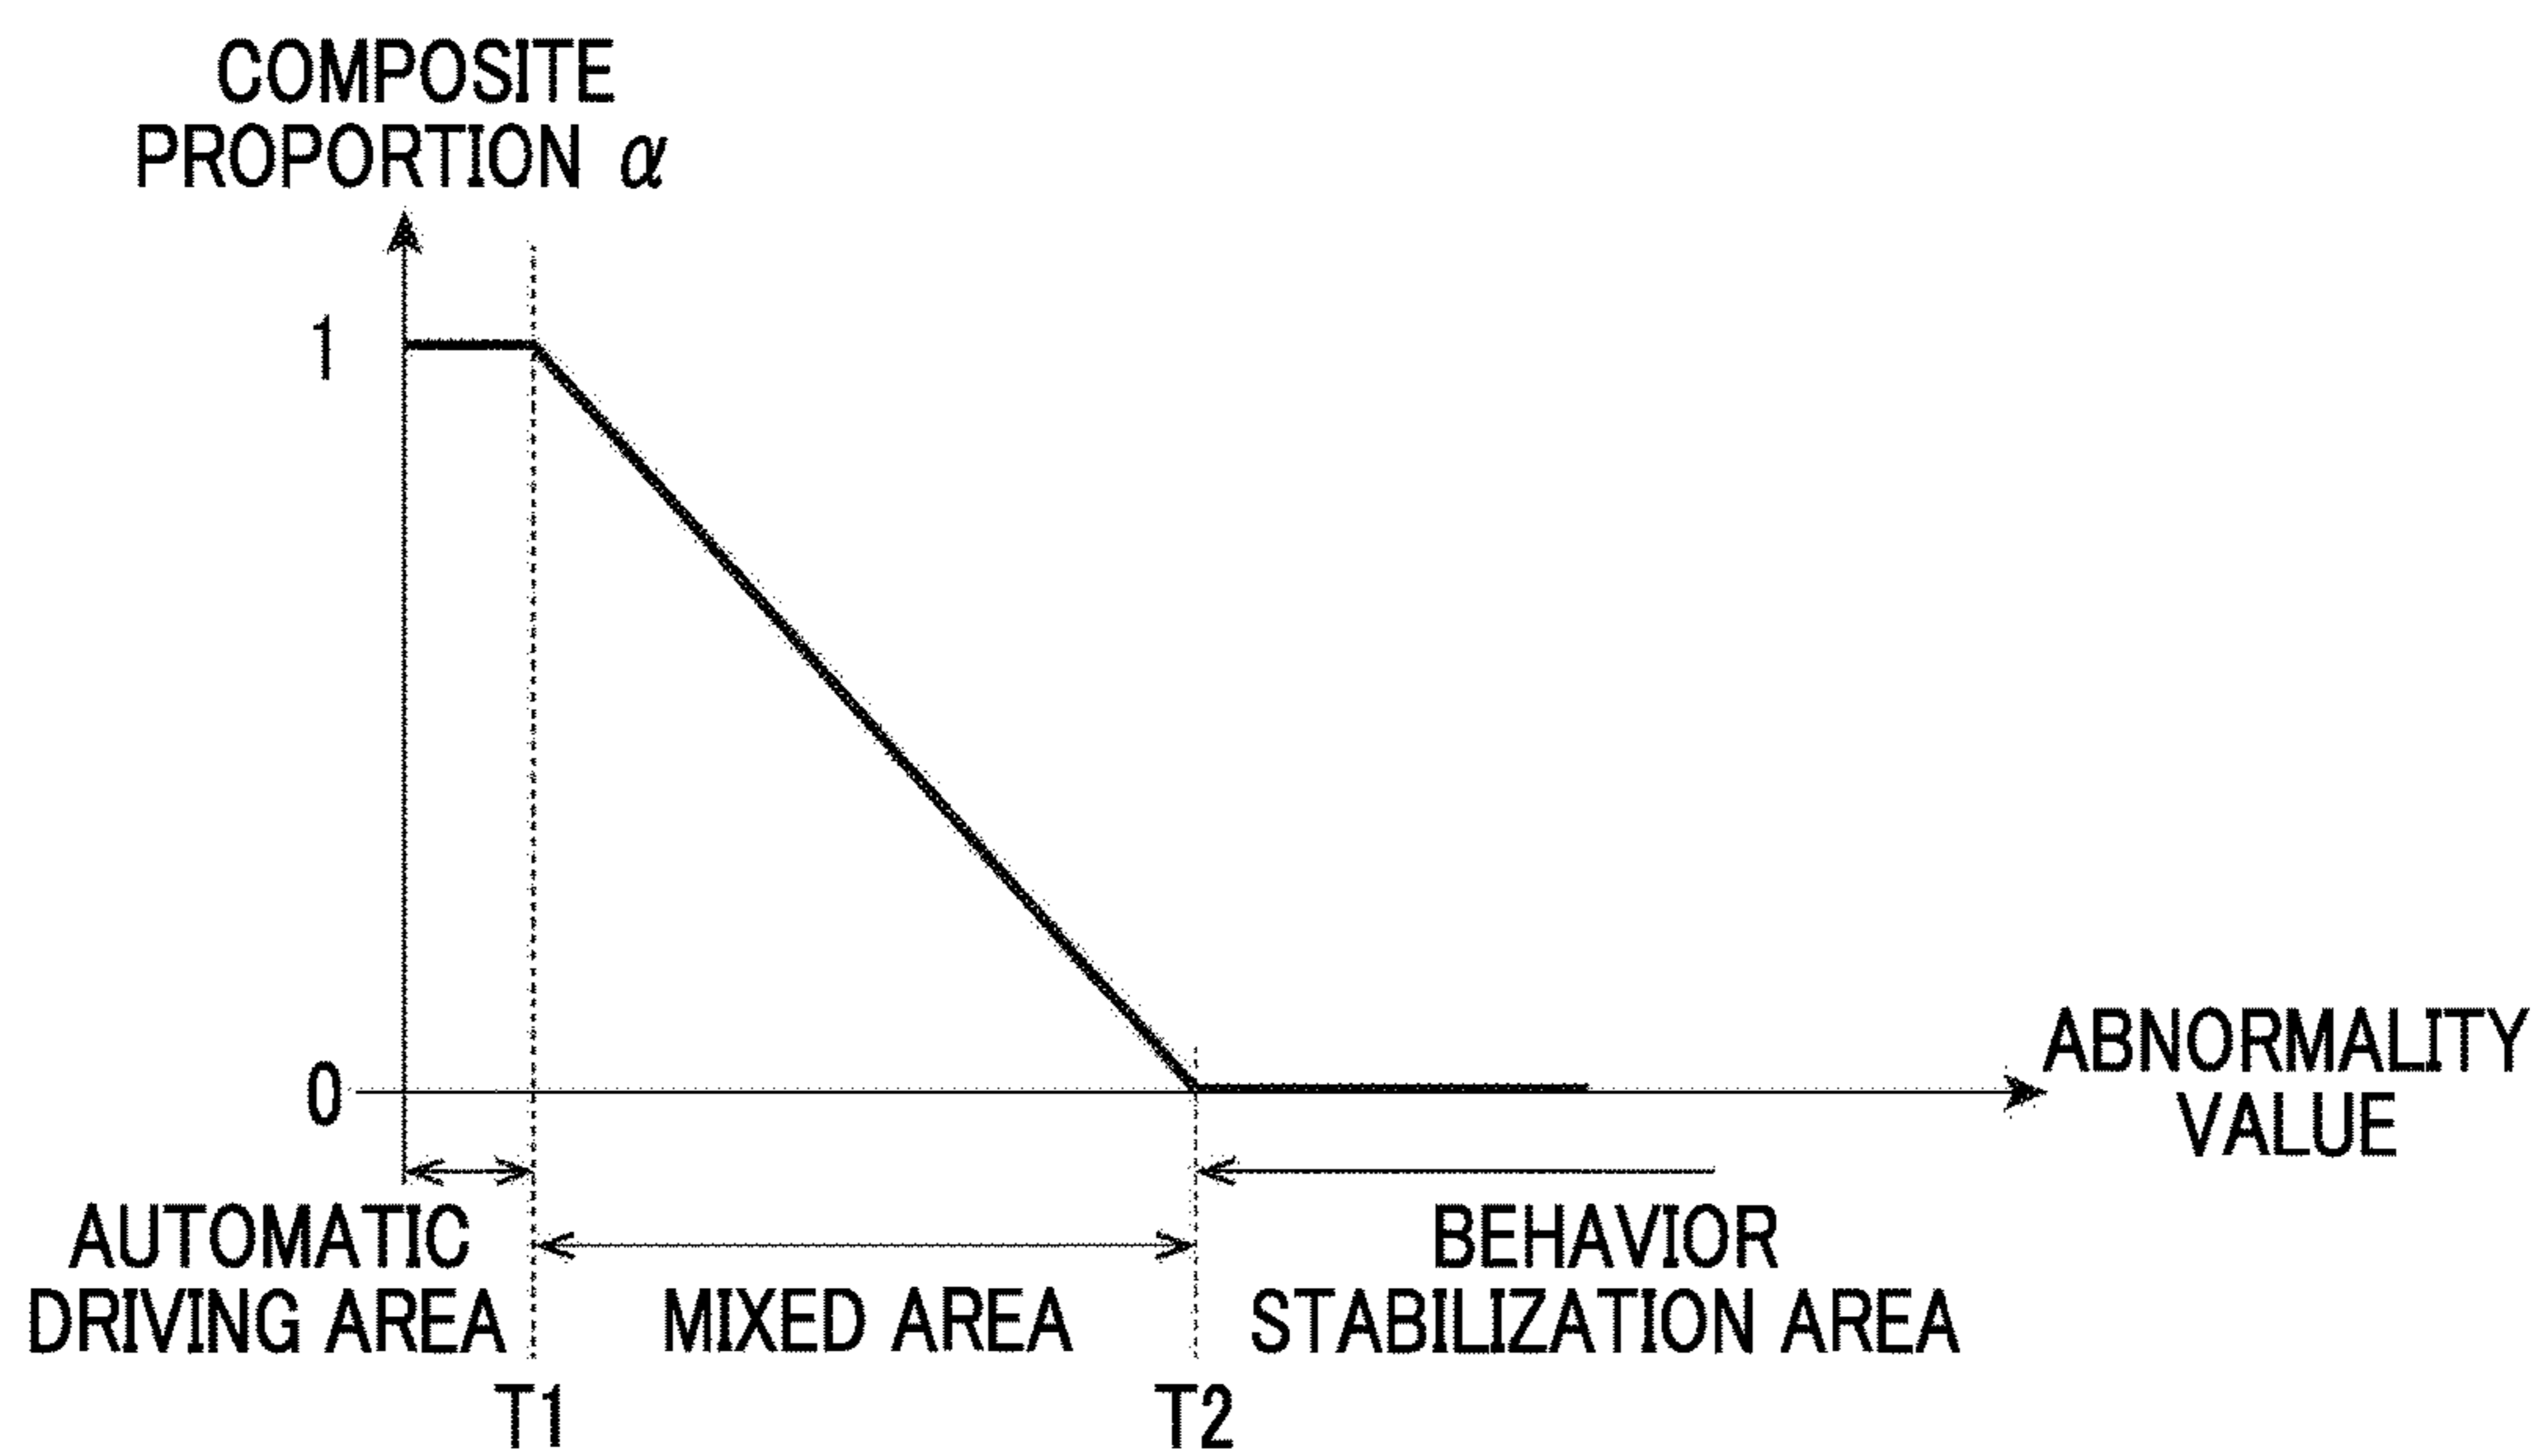 COMPOSITE
PROPORTION α
1
0
ABNORMALITY
VALUE
AUTOMATIC
DRIVING AREA
MIXED AREA
BEHAVIOR
STABILIZATION AREA
T1
T2